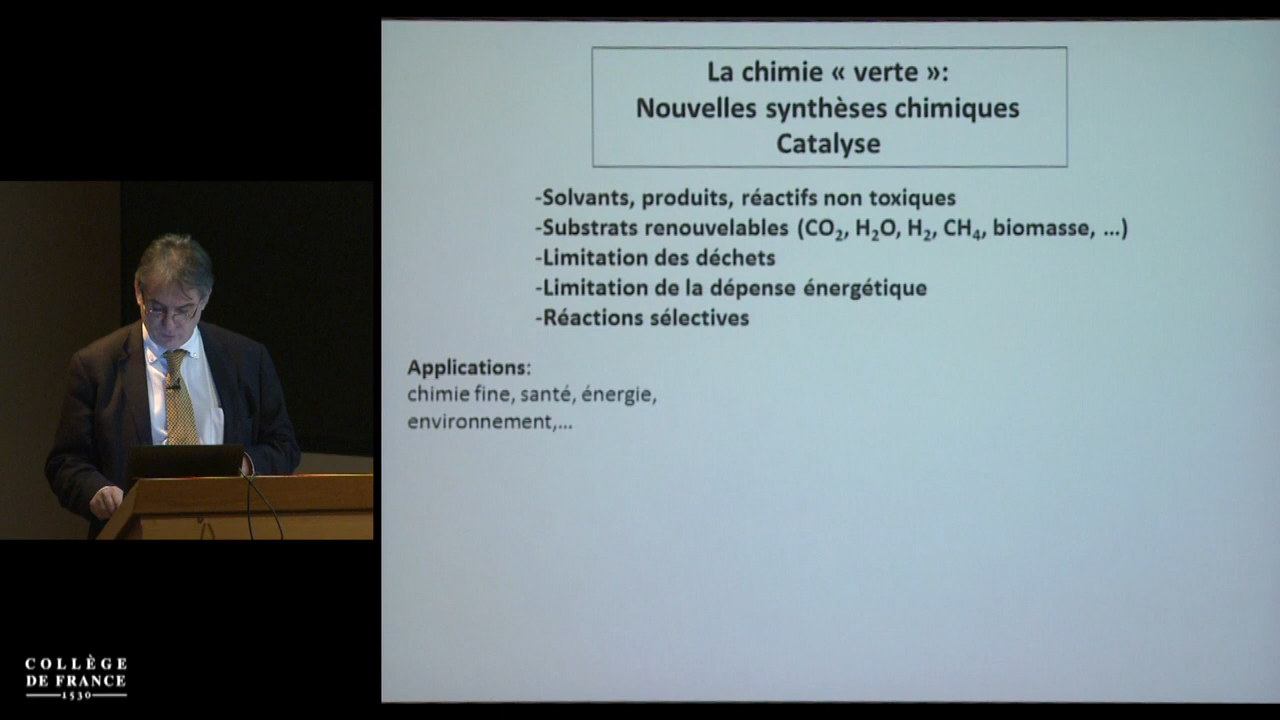 La chimie « verte »:
Nouvelles synthèses chimiques
Catalyse
-Solvants, produits, réactifs non toxiques
-Substrats renouvelables (CO₂, H₂O, H₂, CH₄, biomasse, ...)
-Limitation des déchets
-Limitation de la dépense énergétique
-Réactions sélectives
Applications:
chimie fine, santé, énergie,
environnement,...
COLLÈGE
DE FRANCE
1530